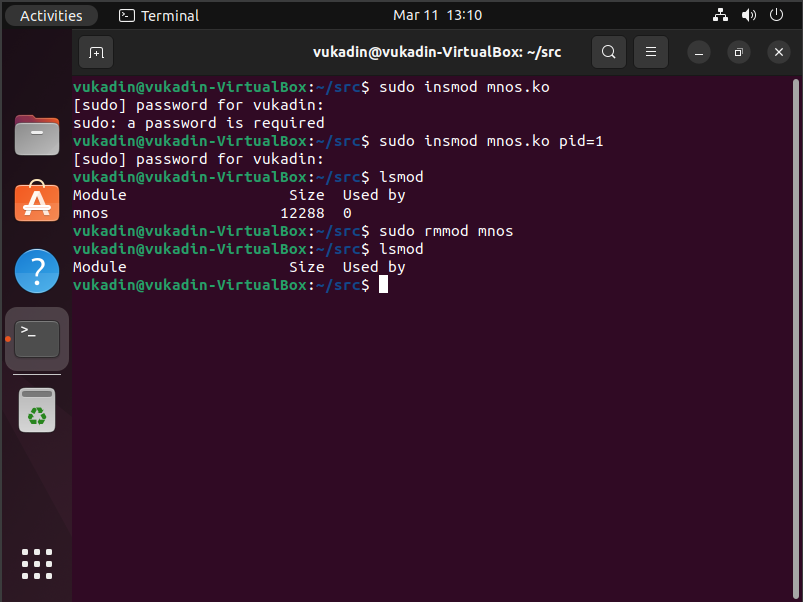 Activities
Terminal
Mar 11 13:10
vukadin@vukadin-VirtualBox: ~/src
vukadin@vukadin-VirtualBox:~/src$ sudo insmod mnos.ko
[sudo] password for vukadin:
sudo: a password is required
vukadin@vukadin-VirtualBox:~/src$ sudo insmod mnos.ko pid=1
[sudo] password for vukadin:
vukadin@vukadin-VirtualBox:~/src$ lsmod
Module                  Size  Used by
mnos                   12288  0
vukadin@vukadin-VirtualBox:~/src$ sudo rmmod mnos
vukadin@vukadin-VirtualBox:~/src$ lsmod
Module                  Size  Used by
vukadin@vukadin-VirtualBox:~/src$